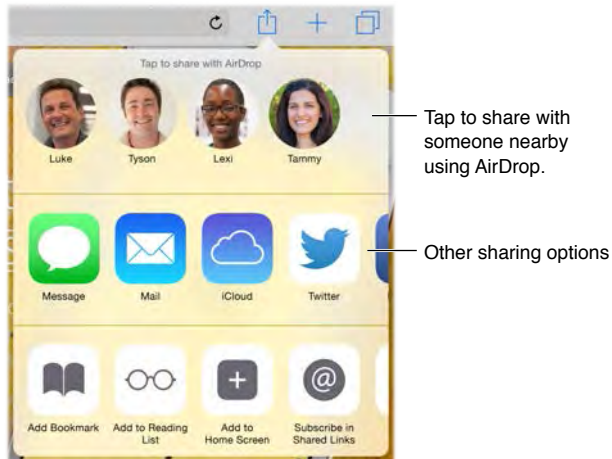 Tap to share with AirDrop
Luke Tyson Lexi Tammy
Tap to share with
someone nearby
using AirDrop.
Message Mail iCloud Twitter
Other sharing options
@
Add Bookmark Add to Reading List Add to Home Screen Subscribe in Shared Links